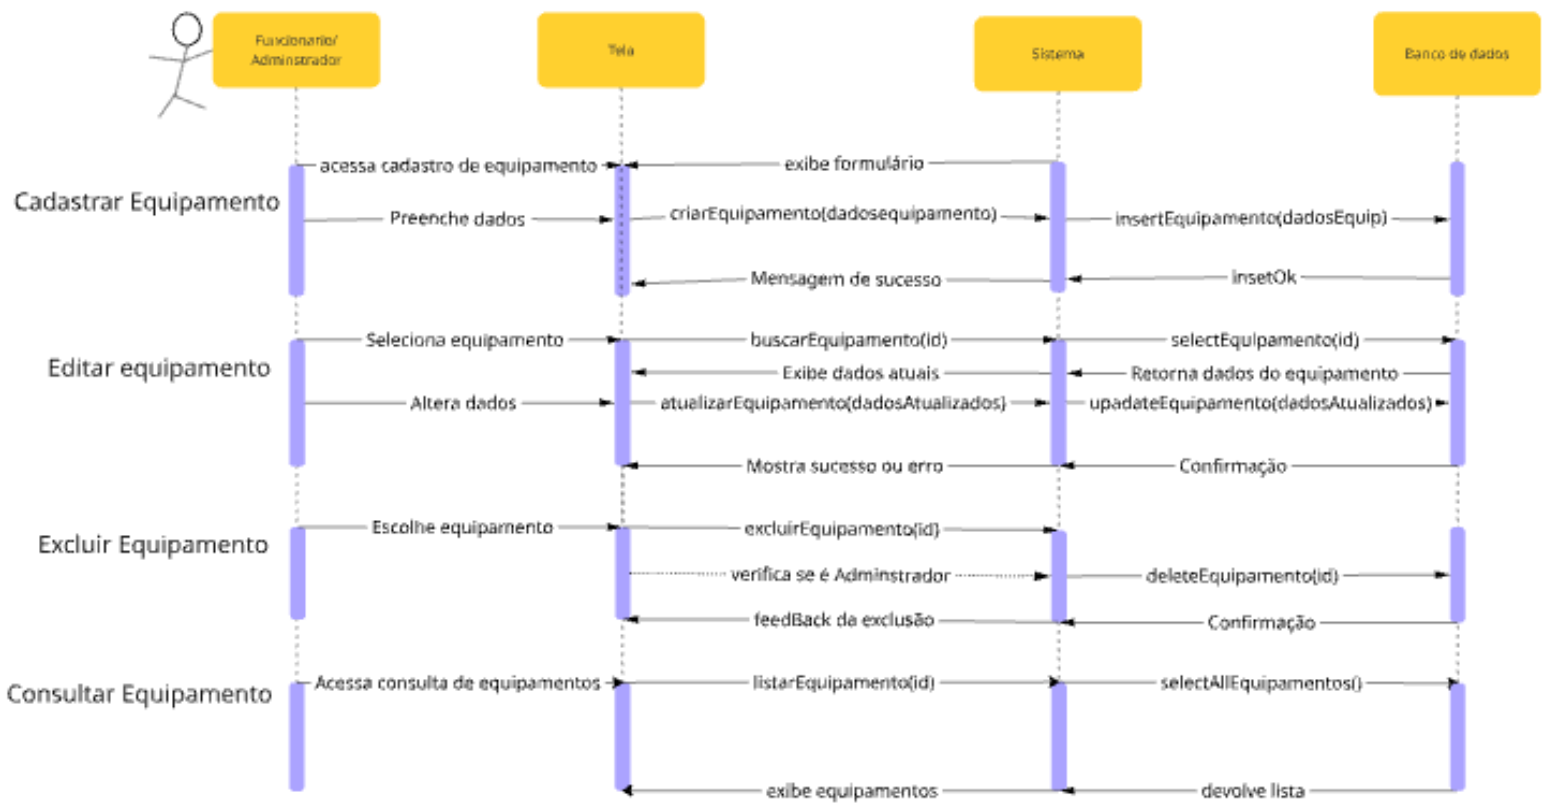 Funcionario/
Adminstrador
Tela
Sistema
Banco de dados
acessa cadastro de equipamento
exibe formulário
Cadastrar Equipamento
Preenche dados
criarEquipamento(dadosequipamento)
insertEquipamento(dadosEquip)
Mensagem de sucesso
insetOk
Seleciona equipamento
buscarEquipamento(id)
selectEquipamento(id)
Editar equipamento
Exibe dados atuais
Retorna dados do equipamento
Altera dados
atualizarEquipamento(dadosAtualizados)
upadateEquipamento(dadosAtualizados)
Mostra sucesso ou erro
Confirmação
Escolhe equipamento
excluirEquipamento(id)
Excluir Equipamento
verifica se é Adminstrador
deleteEquipamento(id)
feedBack da exclusão
Confirmação
Acessa consulta de equipamentos
listarEquipamento(id)
selectAllEquipamentos()
Consultar Equipamento
exibe equipamentos
devolve lista